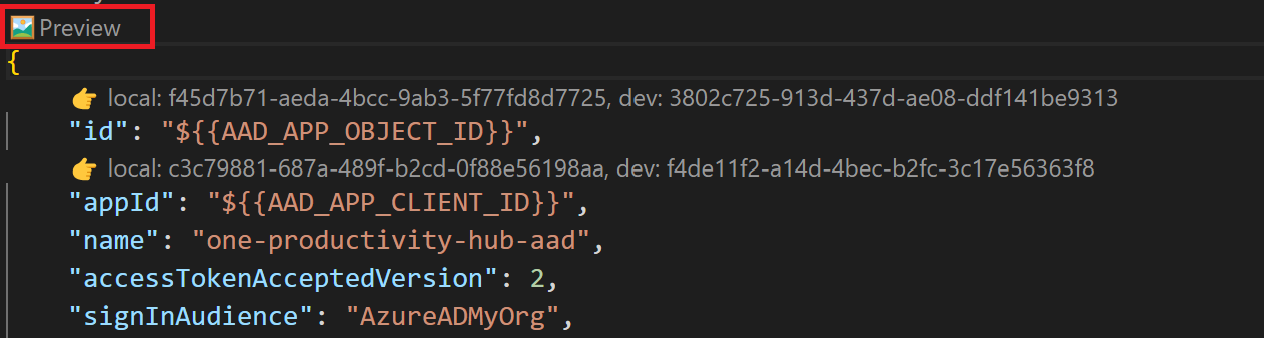 Preview
{
👉 local: f45d7b71-aeda-4bcc-9ab3-5f77fd8d7725, dev: 3802c725-913d-437d-ae08-ddf141be9313
"id": "${{AAD_APP_OBJECT_ID}}",
👉 local: c3c79881-687a-489f-b2cd-0f88e56198aa, dev: f4de11f2-a14d-4bec-b2fc-3c17e56363f8
"appId": "${{AAD_APP_CLIENT_ID}}",
"name": "one-productivity-hub-aad",
"accessTokenAcceptedVersion": 2,
"signInAudience": "AzureADMyOrg",